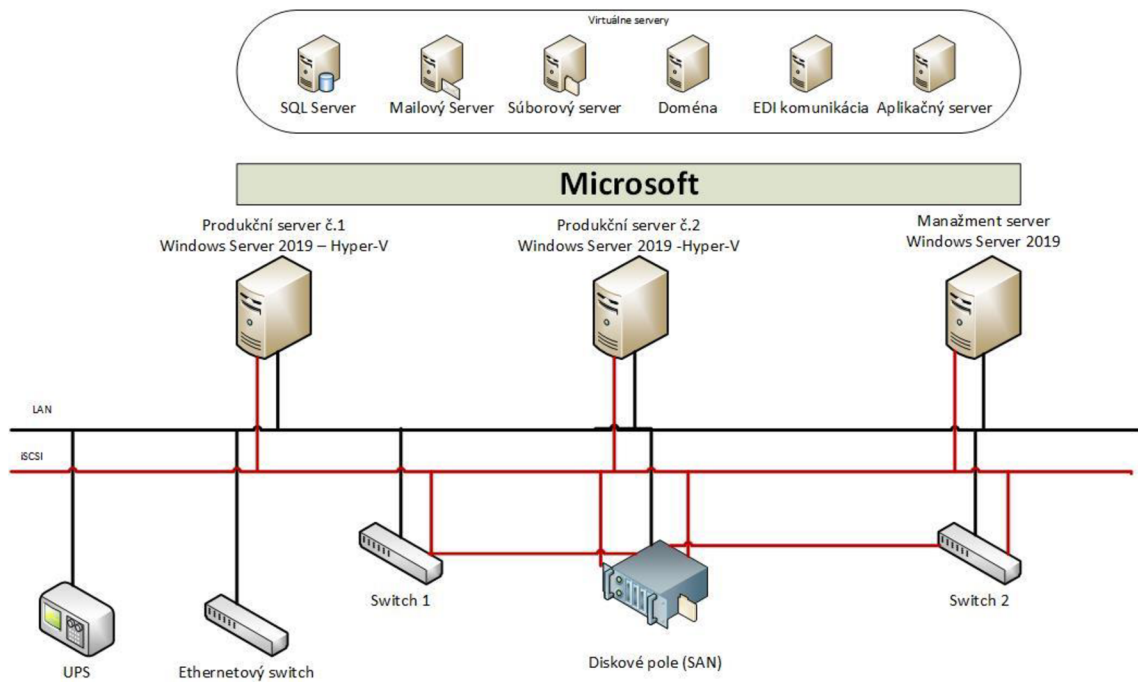 Virtuálne servery
SQL Server
Mailový Server
Súborový server
Doména
EDI komunikácia
Aplikačný server
Microsoft
Produkční server č.1
Windows Server 2019 – Hyper-V
Produkční server č.2
Windows Server 2019 -Hyper-V
Manažment server
Windows Server 2019
LAN
iSCSI
Switch 1
Switch 2
Diskové pole (SAN)
UPS
Ethernetový switch